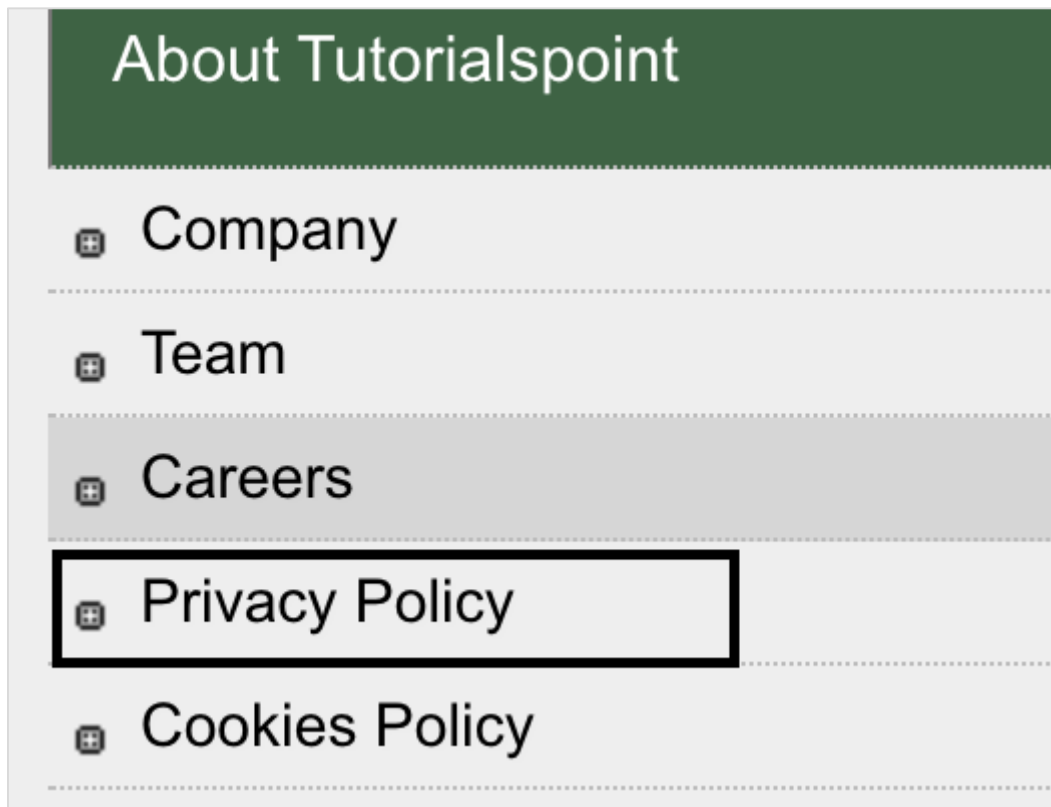 About Tutorialspoint
Company
Team
Careers
Privacy Policy
Cookies Policy